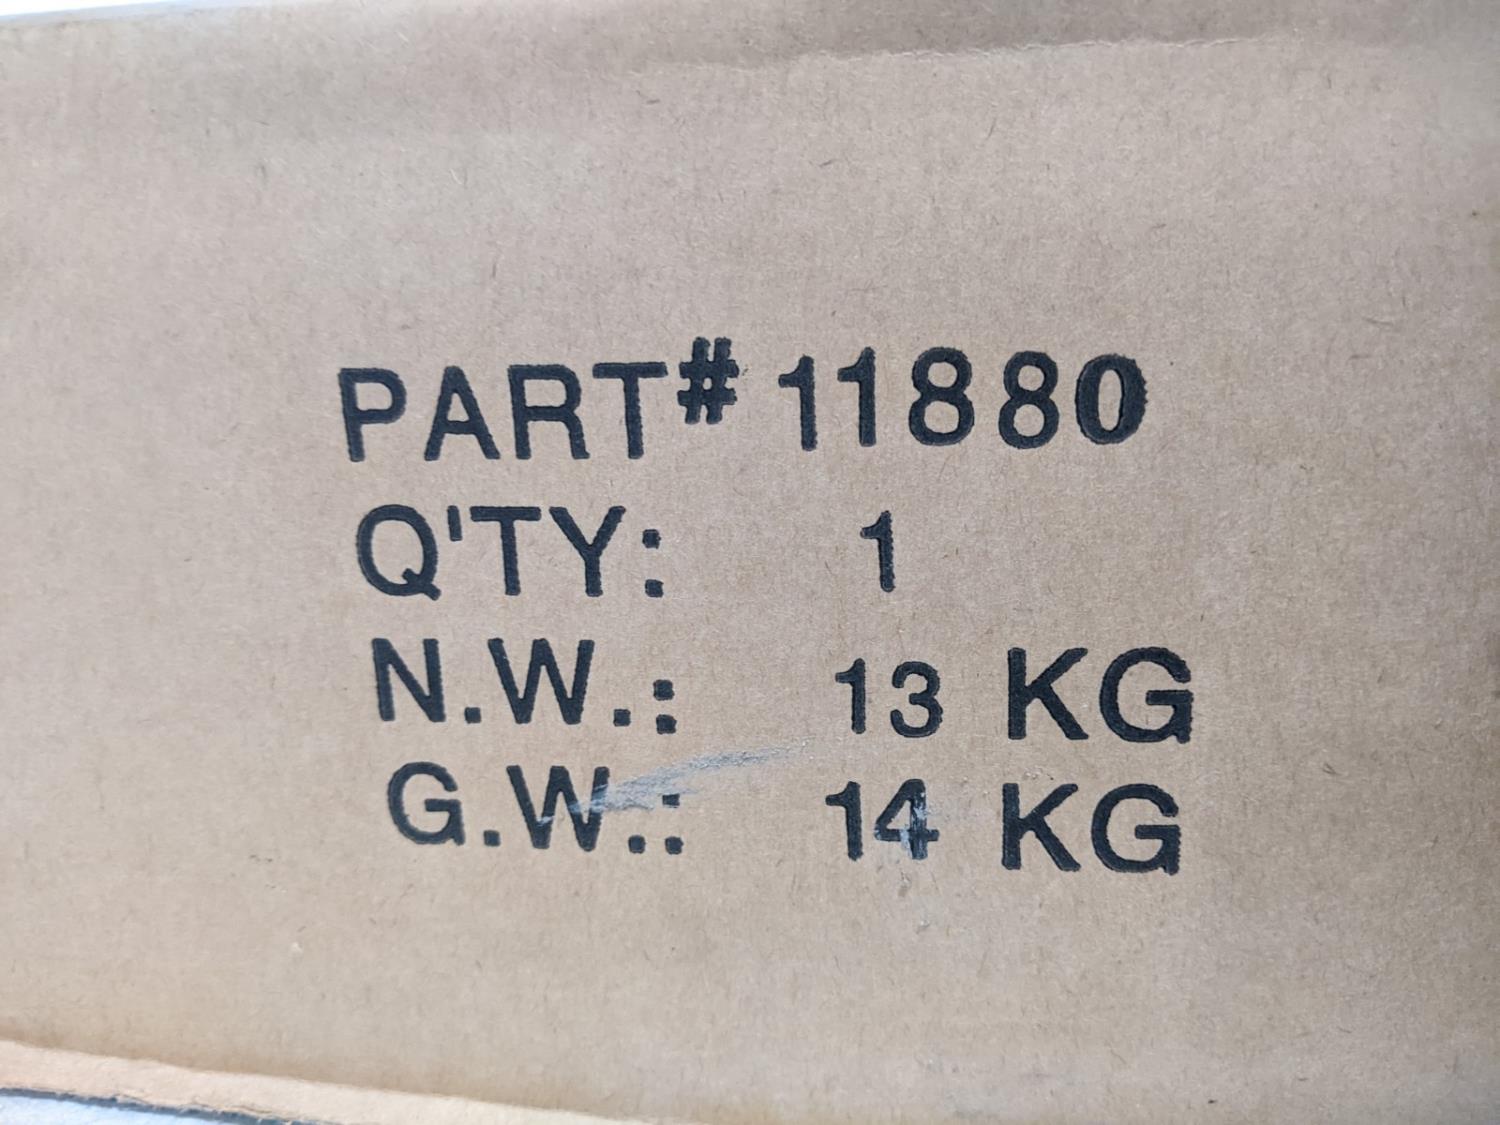 PART# 11880
Q'TY: 1
N.W.: 13 KG
G.W.: 14 KG